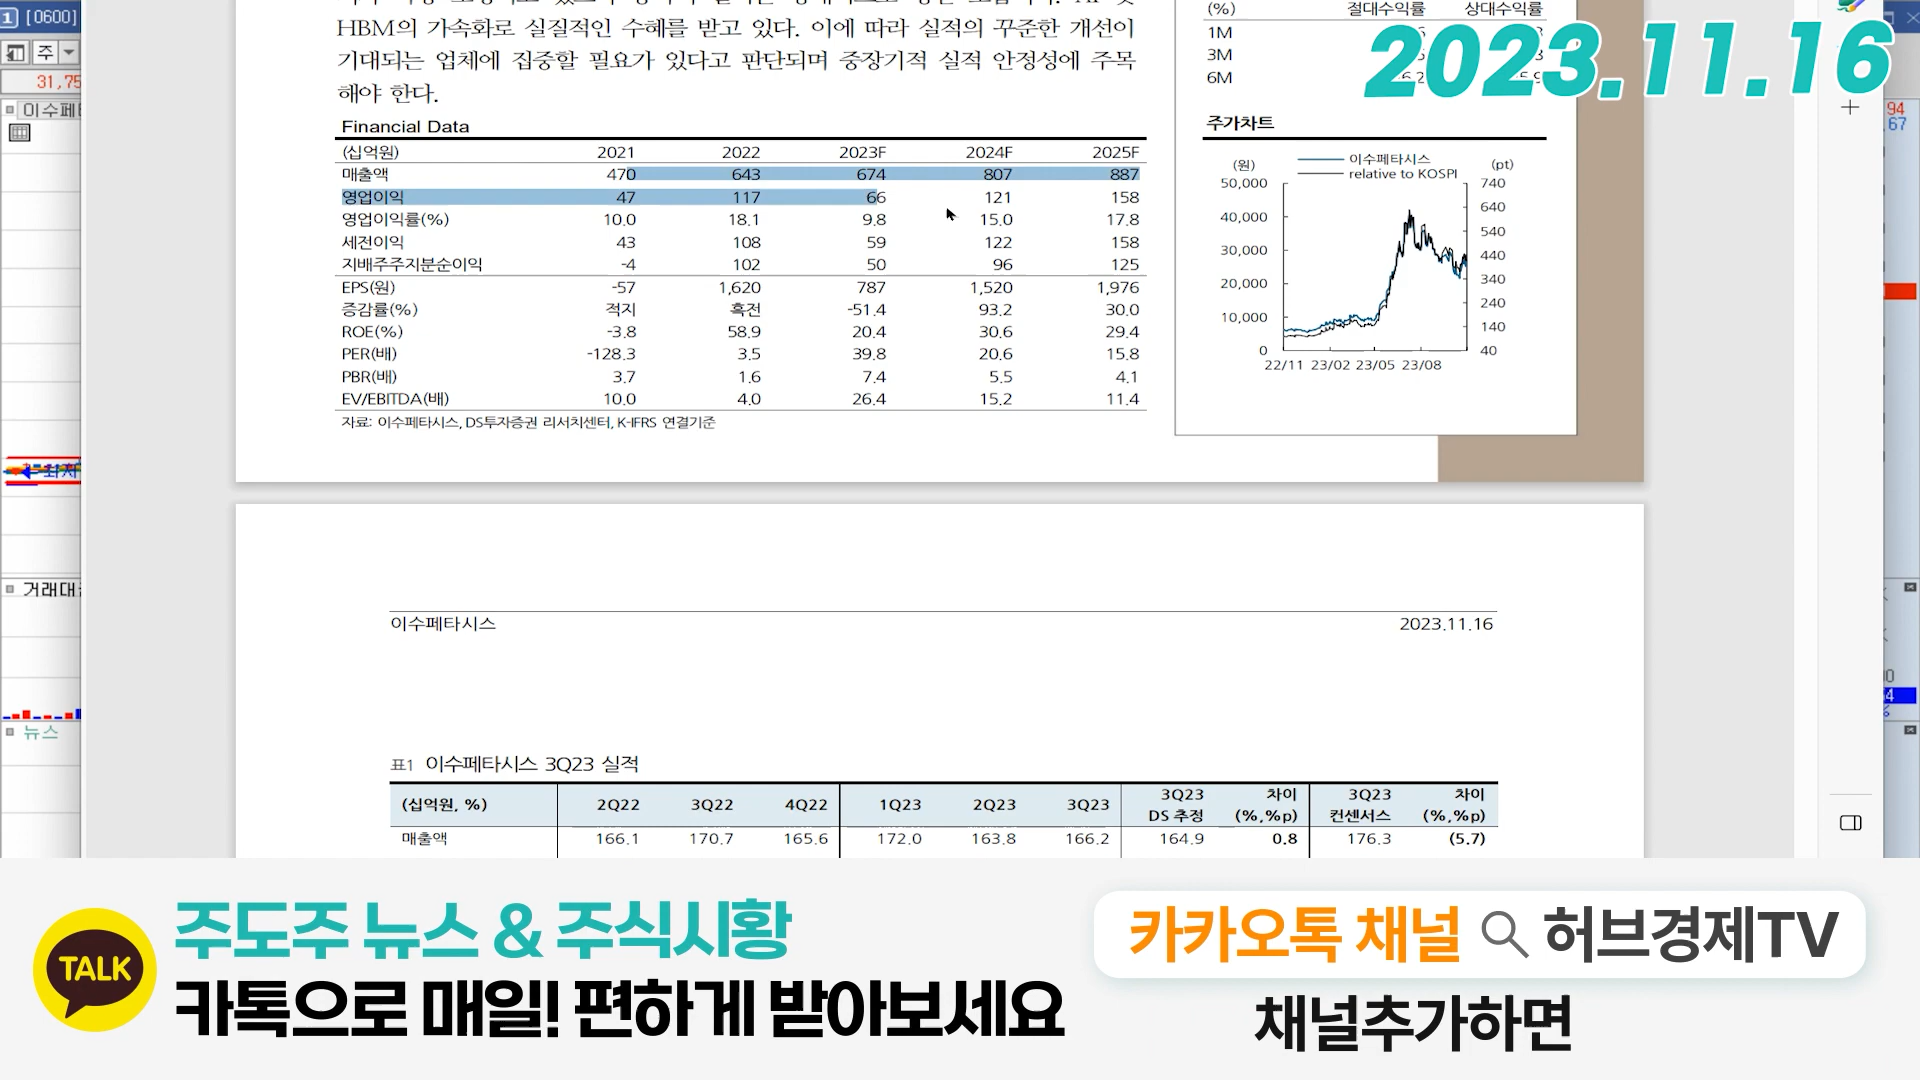 1 [0600]
주
31,75
이수페
거래대
뉴스
HBM의 가속화로 실질적인 수혜를 받고 있다. 이에 따라 실적의 꾸준한 개선이
기대되는 업체에 집중할 필요가 있다고 판단되며 중장기적 실적 안정성에 주목
해야 한다.
Financial Data
(십억원) 2021 2022 2023F 2024F 2025F
매출액 470 643 674 807 887
영업이익 47 117 66 121 158
영업이익률(%) 10.0 18.1 9.8 15.0 17.8
세전이익 43 108 59 122 158
지배주주지분순이익 -4 102 50 96 125
EPS(원) -57 1,620 787 1,520 1,976
증감률(%) 적지 흑전 -51.4 93.2 30.0
ROE(%) -3.8 58.9 20.4 30.6 29.4
PER(배) -128.3 3.5 39.8 20.6 15.8
PBR(배) 3.7 1.6 7.4 5.5 4.1
EV/EBITDA(배) 10.0 4.0 26.4 15.2 11.4
자료: 이수페타시스, DS투자증권 리서치센터, K-IFRS 연결기준
(%) 절대수익률 상대수익률
1M
3M
6M
2023.11.16
94
.67
주가차트
(원) 이수페타시스 (pt)
relative to KOSPI
50,000 740
640
40,000 540
30,000 440
340
20,000 240
10,000 140
0 40
22/11 23/02 23/05 23/08
이수페타시스 2023.11.16
표1 이수페타시스 3Q23 실적
(십억원, %) 2Q22 3Q22 4Q22 1Q23 2Q23 3Q23 3Q23 DS 추정 차이 (%,%p) 3Q23 컨센서스 차이 (%,%p)
매출액 166.1 170.7 165.6 172.0 163.8 166.2 164.9 0.8 176.3 (5.7)
TALK
주도주 뉴스 & 주식시황
카톡으로 매일! 편하게 받아보세요
카카오톡 채널 허브경제TV
채널추가하면